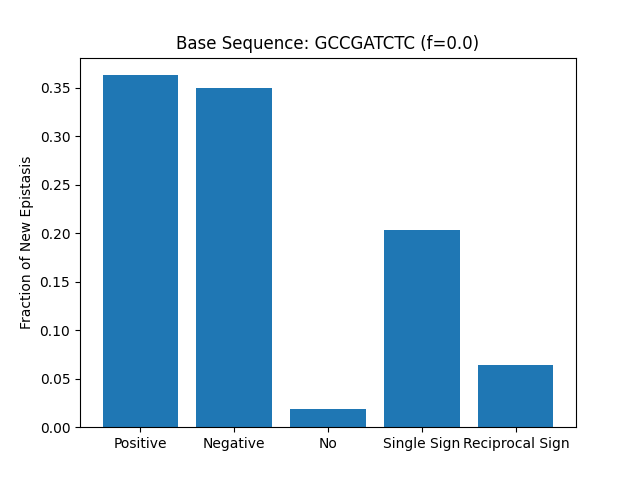 Base Sequence: GCCGATCTC (f=0.0)
Fraction of New Epistasis
0.35
0.30
0.25
0.20
0.15
0.10
0.05
0.00
Positive Negative No Single Sign Reciprocal Sign